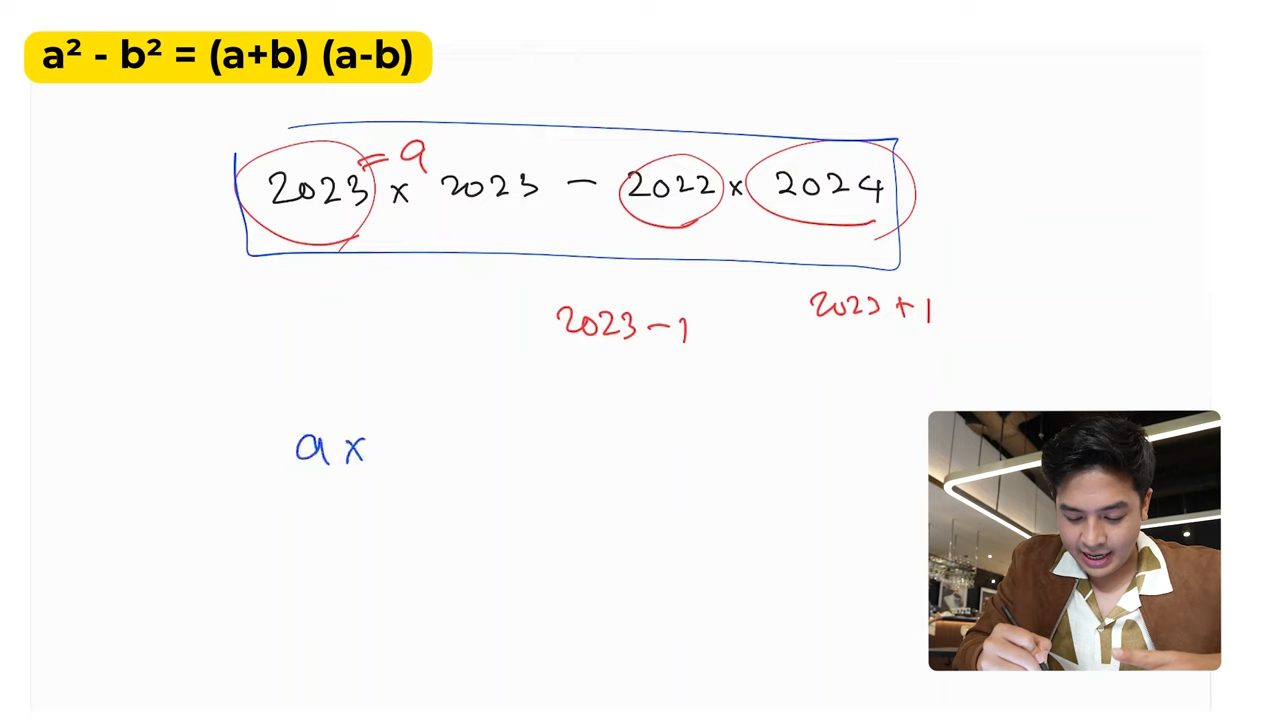 a² - b² = (a+b) (a-b)
2023 = a x 2023 - 2022 x 2024
2023 - 1
2023 + 1
a x